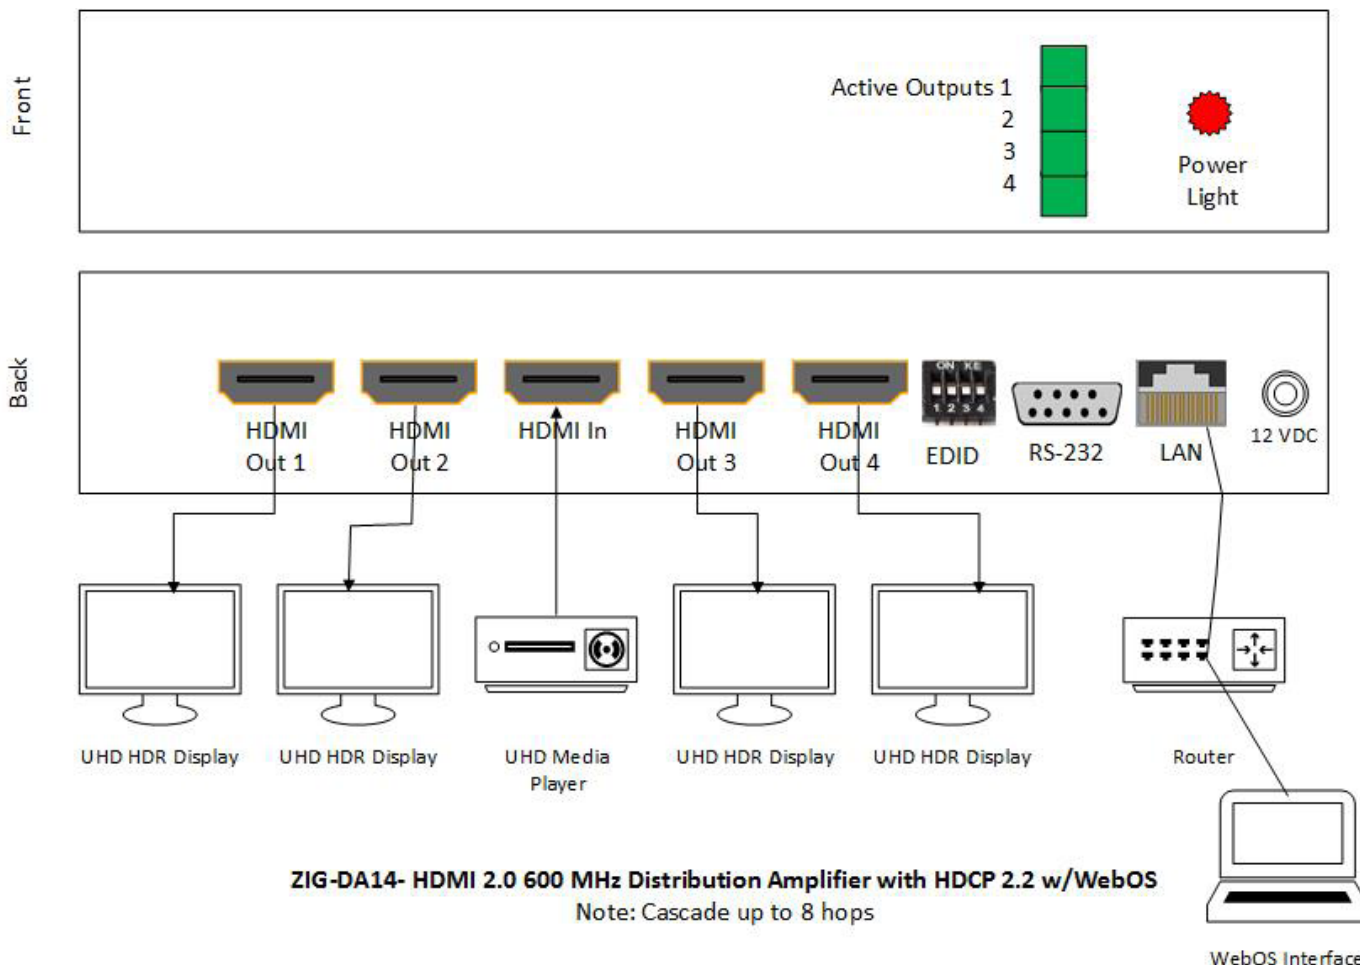 Front
Active Outputs 1
2
3
4
Power
Light
Back
ON KE
1 2 3 4
HDMI
Out 1
HDMI
Out 2
HDMI In
HDMI
Out 3
HDMI
Out 4
EDID
RS-232
LAN
12 VDC
UHD HDR Display
UHD HDR Display
UHD Media
Player
UHD HDR Display
UHD HDR Display
Router
ZIG-DA14- HDMI 2.0 600 MHz Distribution Amplifier with HDCP 2.2 w/WebOS
Note: Cascade up to 8 hops
WebOS Interface